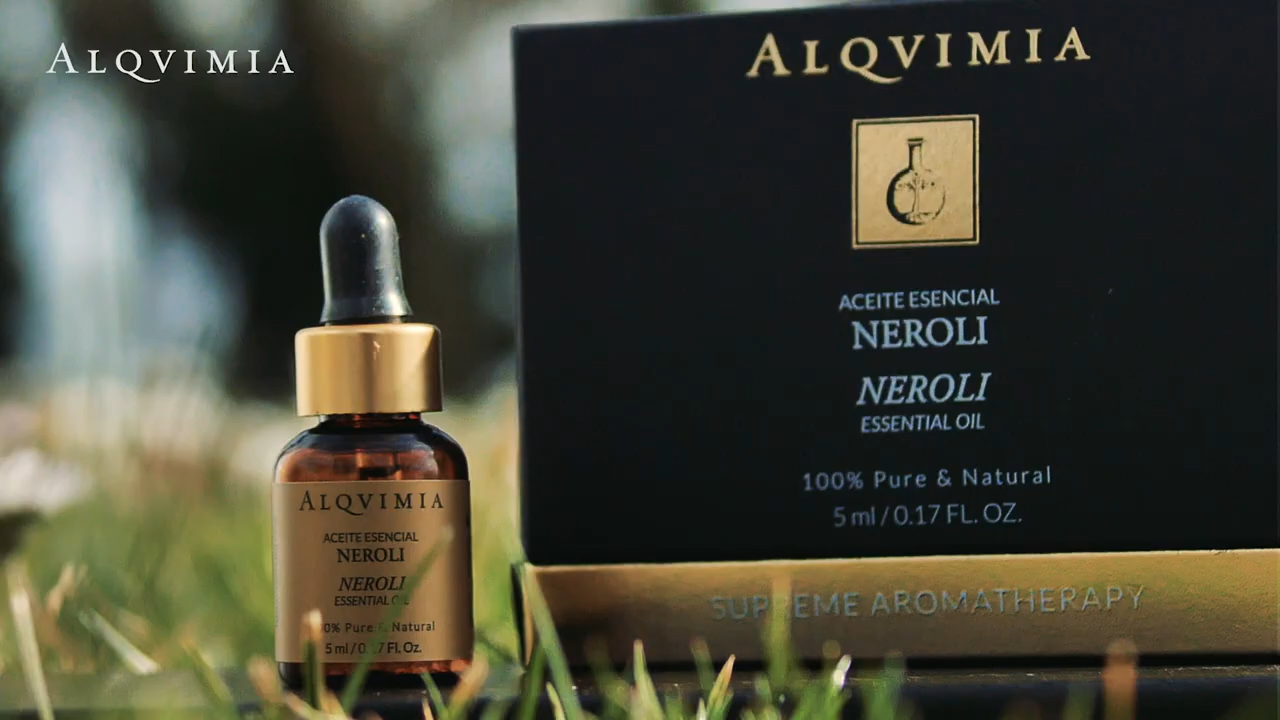 ALQVIMIA
ALQVIMIA
ACEITE ESENCIAL
NEROLI
NEROLI
ESSENTIAL OIL
100% Pure & Natural
5 ml / 0.17 FL. OZ.
SUPREME AROMATHERAPY
ALQVIMIA
ACEITE ESENCIAL
NEROLI
NEROLI
ESSENTIAL OIL
Pure & Natural
5 ml / 0.17 FL. Oz.